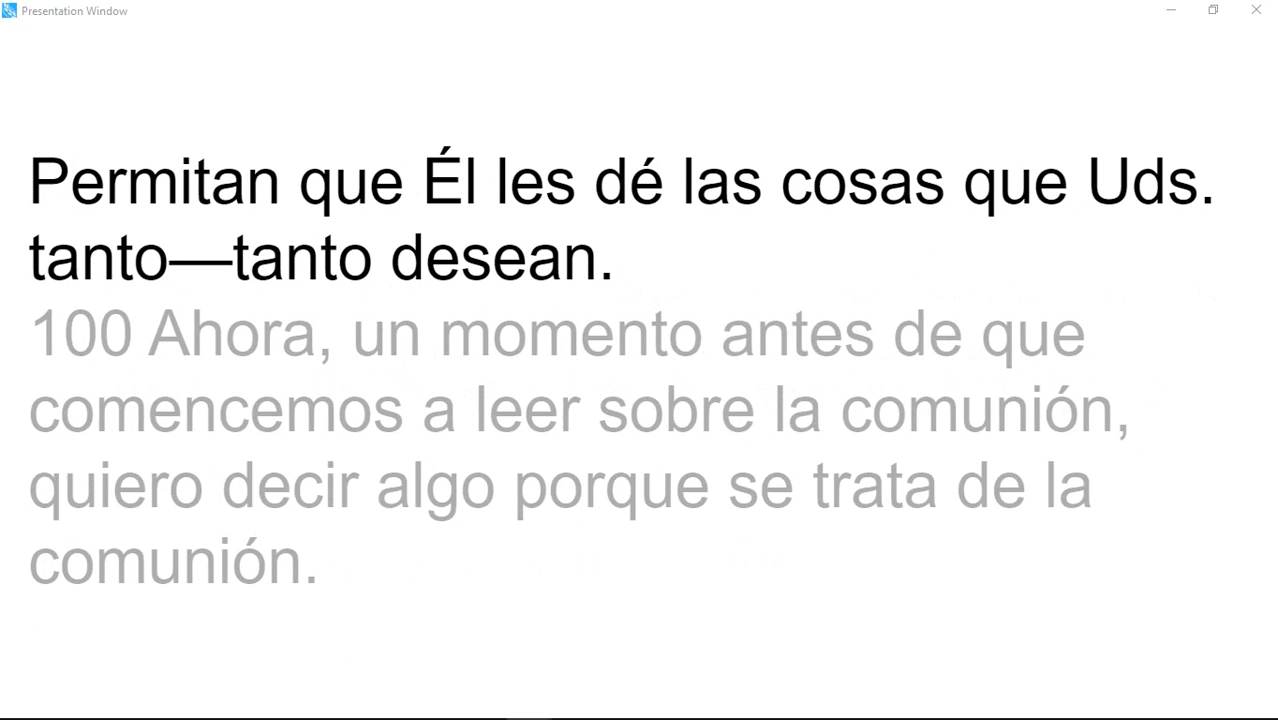 Presentation Window
Permitan que Él les dé las cosas que Uds.
tanto—tanto desean.
100 Ahora, un momento antes de que
comencemos a leer sobre la comunión,
quiero decir algo porque se trata de la
comunión.